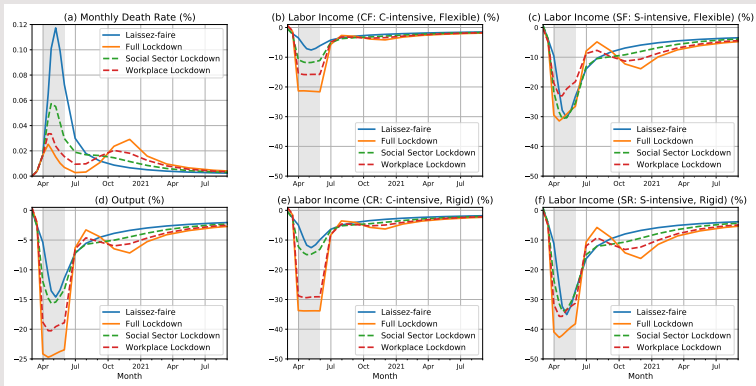 (a) Monthly Death Rate (%)
0.12
0.10
0.08
0.06
0.04
0.02
0.00
Apr Jul Oct 2021 Apr Jul
Laissez-faire
Full Lockdown
Social Sector Lockdown
Workplace Lockdown
(b) Labor Income (CF: C-intensive, Flexible) (%)
0
−10
−20
−30
−40
−50
Apr Jul Oct 2021 Apr Jul
Laissez-faire
Full Lockdown
Social Sector Lockdown
Workplace Lockdown
(c) Labor Income (SF: S-intensive, Flexible) (%)
0
−10
−20
−30
−40
−50
Apr Jul Oct 2021 Apr Jul
Laissez-faire
Full Lockdown
Social Sector Lockdown
Workplace Lockdown
(d) Output (%)
0
−5
−10
−15
−20
−25
Apr Jul Oct 2021 Apr Jul
Month
Laissez-faire
Full Lockdown
Social Sector Lockdown
Workplace Lockdown
(e) Labor Income (CR: C-intensive, Rigid) (%)
0
−10
−20
−30
−40
−50
Apr Jul Oct 2021 Apr Jul
Month
Laissez-faire
Full Lockdown
Social Sector Lockdown
Workplace Lockdown
(f) Labor Income (SR: S-intensive, Rigid) (%)
0
−10
−20
−30
−40
−50
Apr Jul Oct 2021 Apr Jul
Month
Laissez-faire
Full Lockdown
Social Sector Lockdown
Workplace Lockdown